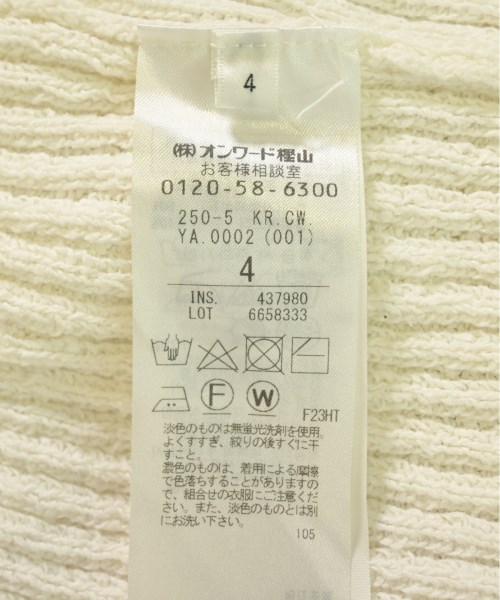 4
(株)オンワード樫山
お客様相談室
0120-58-6300
250-5 KR.CW.
YA.0002(001)
4
INS. 437980
LOT 6658333
F W
F23HT
淡色のものは無蛍光洗剤を使用。
よくすすぎ、絞りの後すぐに干
すこと。
濃色のものは、着用による摩擦
で色落ちすることがありますの
で、組合せの衣服にご注意くだ
さい。また、淡色のものとは別
にお洗い下さい。
105